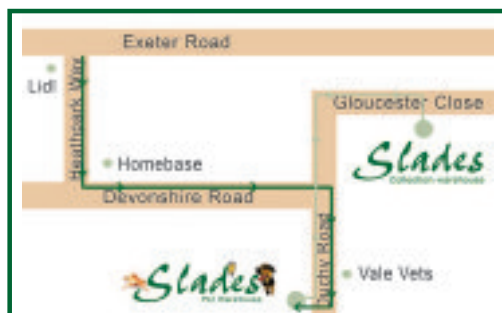 Exeter Road
Lidl
Heathpark Way
Gloucester Close
Homebase
Slades
Collection warehouse
Devonshire Road
Duchy Road
Vale Vets
Slades
Pet Warehouse